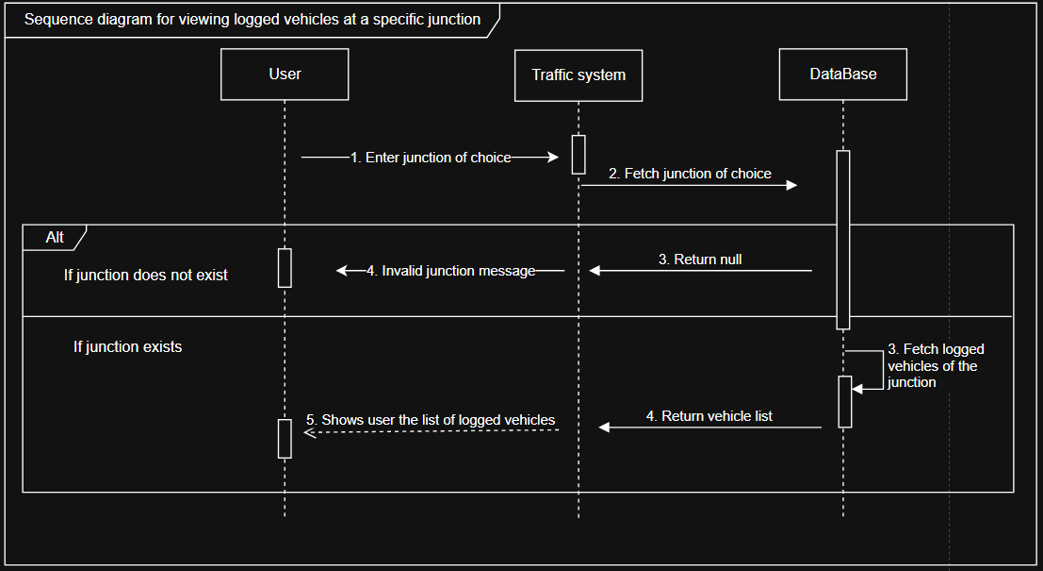 Sequence diagram for viewing logged vehicles at a specific junction
User
Traffic system
DataBase
1. Enter junction of choice
2. Fetch junction of choice
Alt
If junction does not exist
4. Invalid junction message
3. Return null
If junction exists
3. Fetch logged
vehicles of the
junction
5. Shows user the list of logged vehicles
4. Return vehicle list